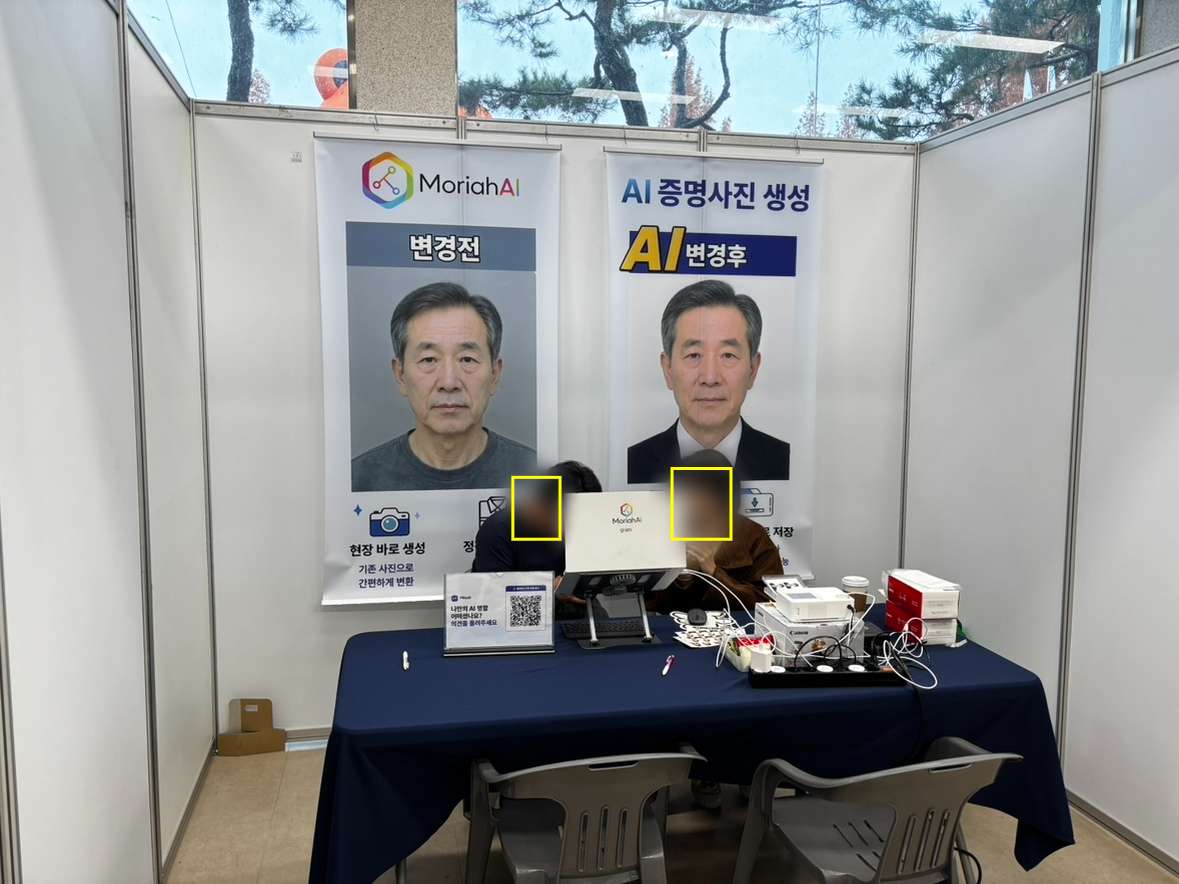 MoriahAI
변경전
현장 바로 생성
기존 사진으로
간편하게 변환
AI 증명사진 생성
AI 변경후
저장
MoriahAI
gram
나만의 AI 명함
어떠셨나요?
의견을 들려주세요
Canon